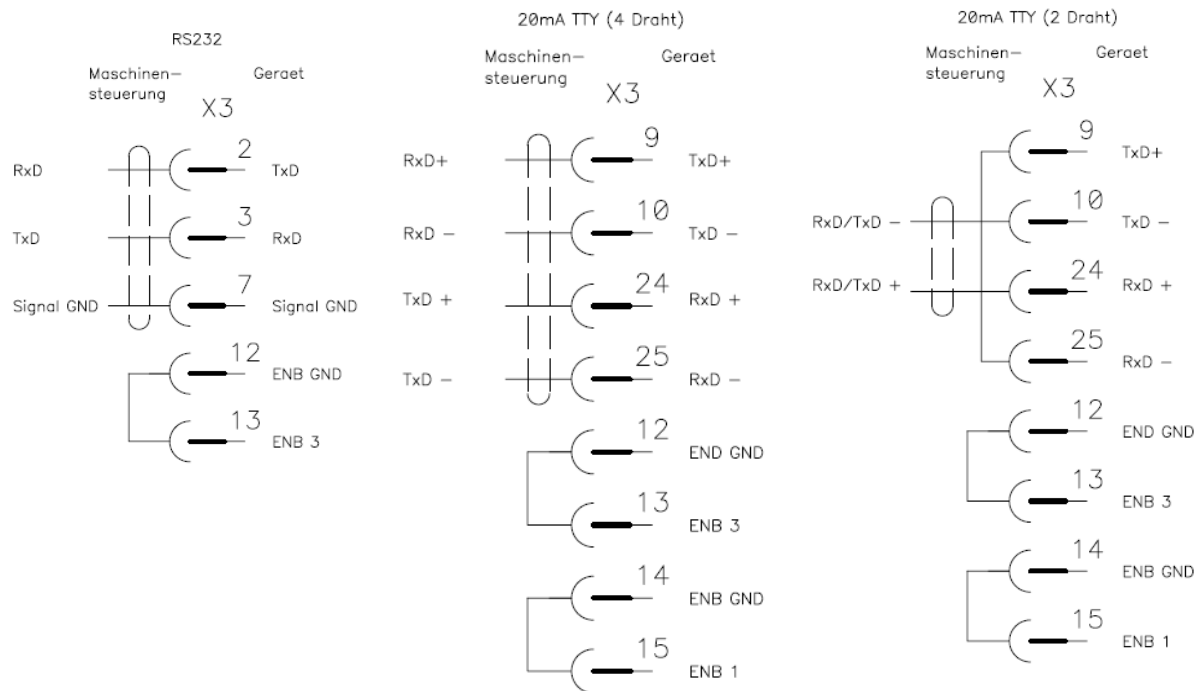 RS232
Maschinen-
steuerung
Geraet
X3
RxD
2
TxD
TxD
3
RxD
Signal GND
7
Signal GND
12
ENB GND
13
ENB 3
20mA TTY (4 Draht)
Maschinen-
steuerung
Geraet
X3
RxD+
9
TxD+
RxD -
10
TxD -
TxD +
24
RxD +
TxD -
25
RxD -
12
END GND
13
ENB 3
14
ENB GND
15
ENB 1
20mA TTY (2 Draht)
Maschinen-
steuerung
Geraet
X3
9
TxD+
RxD/TxD -
10
TxD -
RxD/TxD +
24
RxD +
25
RxD -
12
END GND
13
ENB 3
14
ENB GND
15
ENB 1